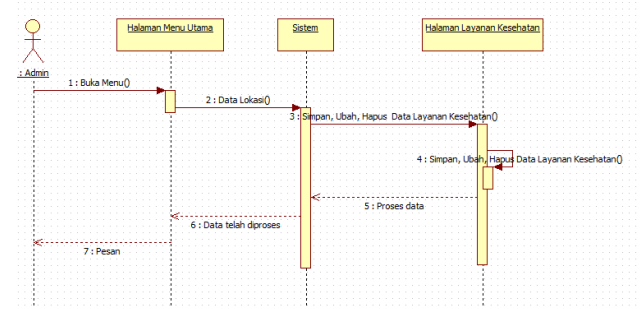 Halaman Menu Utama
Sistem
Halaman Layanan Kesehatan
: Admin
1 : Buka Menu()
2 : Data Lokasi()
3 : Simpan, Ubah, Hapus Data Layanan Kesehatan()
4 : Simpan, Ubah, Hapus Data Layanan Kesehatan()
5 : Proses data
6 : Data telah diproses
7 : Pesan